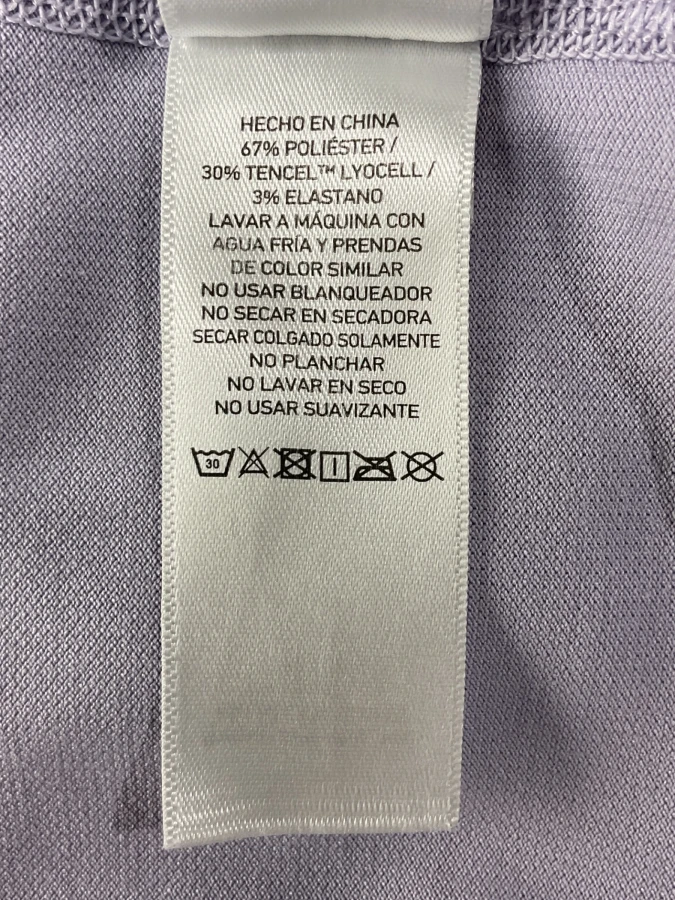 HECHO EN CHINA
67% POLIÉSTER /
30% TENCEL™ LYOCELL /
3% ELASTANO
LAVAR A MÁQUINA CON
AGUA FRÍA Y PRENDAS
DE COLOR SIMILAR
NO USAR BLANQUEADOR
NO SECAR EN SECADORA
SECAR COLGADO SOLAMENTE
NO PLANCHAR
NO LAVAR EN SECO
NO USAR SUAVIZANTE
30